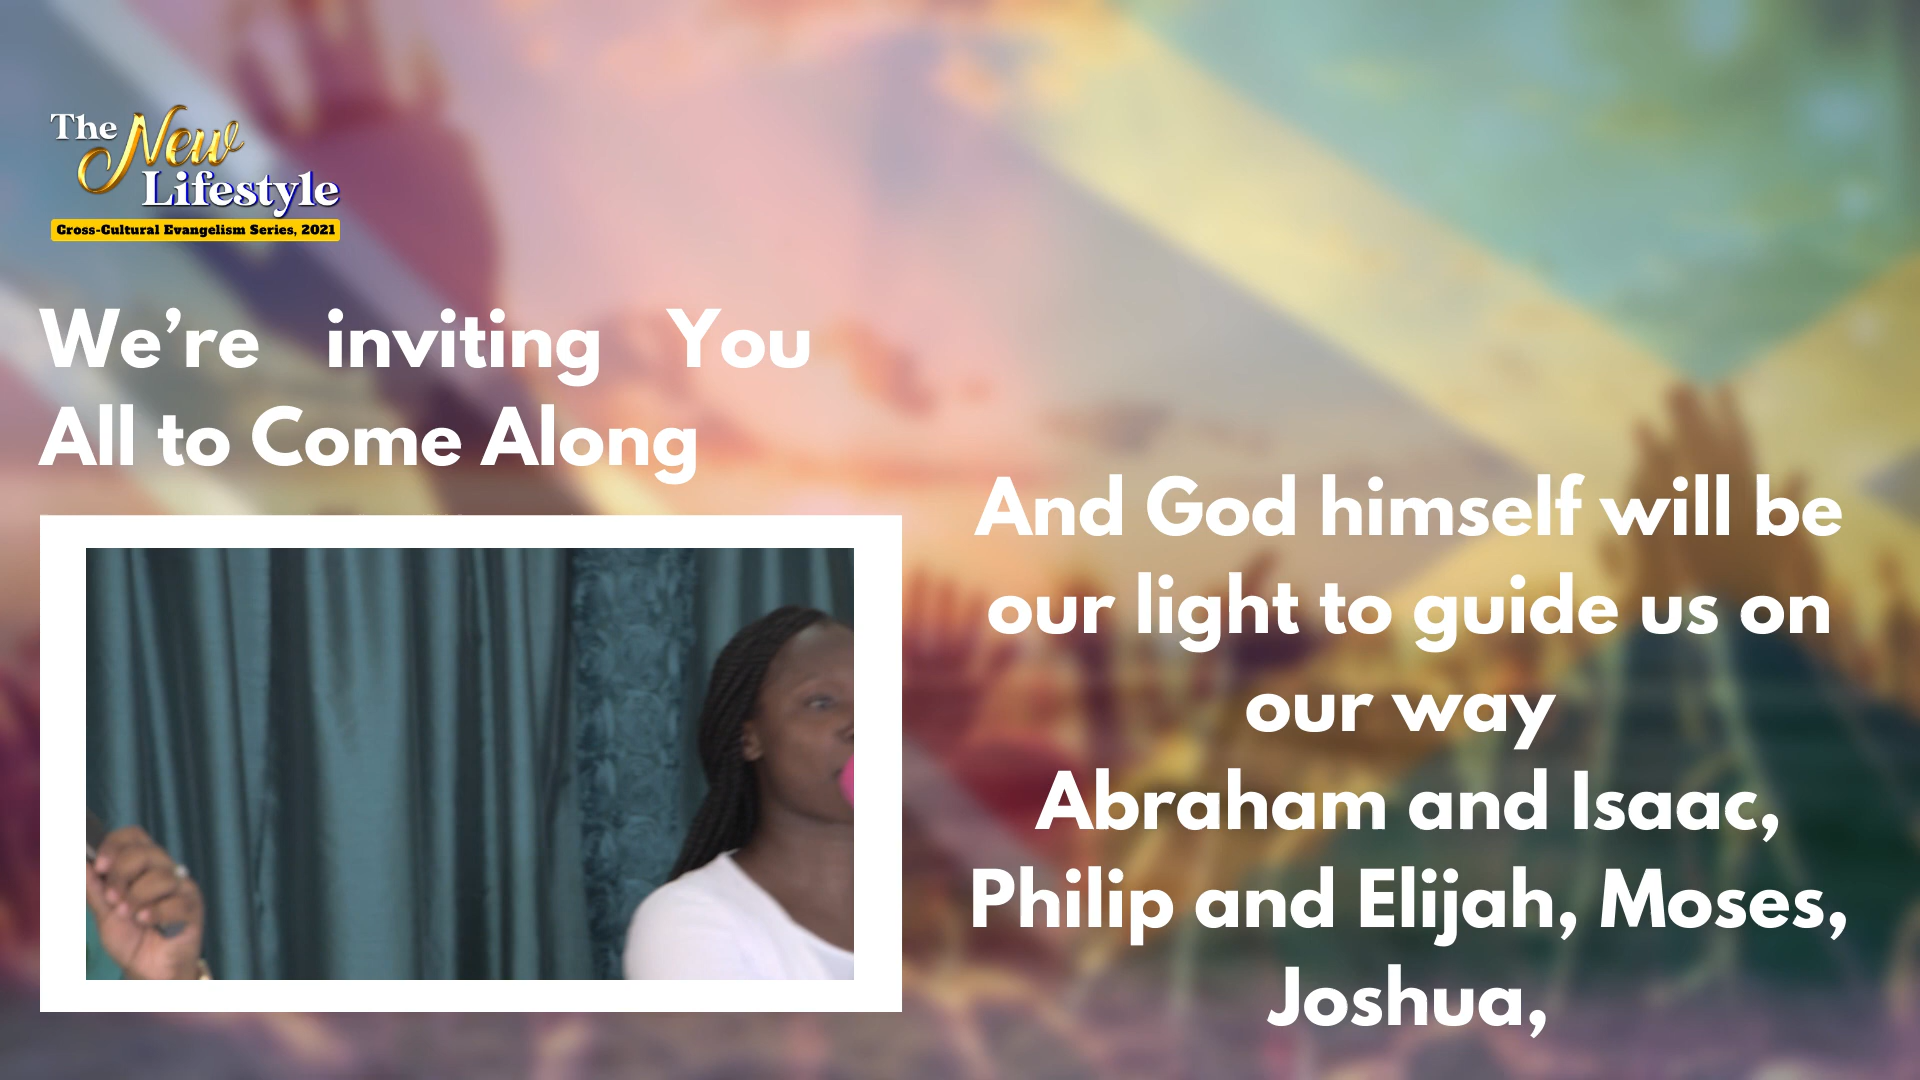 The New
Lifestyle
Cross-Cultural Evangelism Series, 2021
We’re inviting You
All to Come Along
And God himself will be
our light to guide us on
our way
Abraham and Isaac,
Philip and Elijah, Moses,
Joshua,